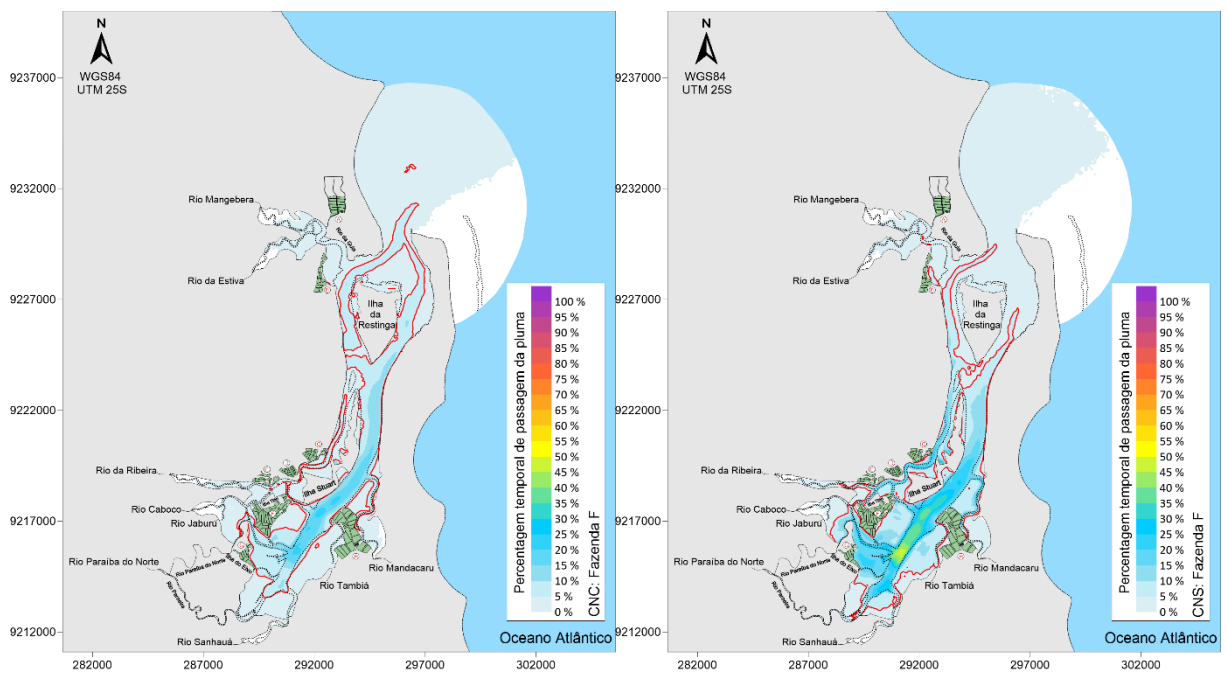 N
WGS84
UTM 25S
9237000
9232000
9227000
9222000
9217000
9212000
282000
287000
292000
297000
302000
Rio Mangebera
Rio da Estiva
Rio da Guia
Ilha
da
Restinga
Rio da Ribeira
Rio Caboco
Rio Jaburu
Ilha Stuart
Rio Paraíba do Norte
Rio Paraíba do Norte
Rio Paraíba
Rio Mandacaru
Rio Tambiá
Rio Sanhauá
Oceano Atlântico
Percentagem temporal de passagem da pluma
CNC: Fazenda F
100 %
95 %
90 %
85 %
80 %
75 %
70 %
65 %
60 %
55 %
50 %
45 %
40 %
35 %
30 %
25 %
20 %
15 %
10 %
5 %
0 %
N
WGS84
UTM 25S
9237000
9232000
9227000
9222000
9217000
9212000
282000
287000
292000
297000
302000
Rio Mangebera
Rio da Estiva
Rio da Guia
Ilha
da
Restinga
Rio da Ribeira
Rio Caboco
Rio Jaburu
Ilha Stuart
Rio Paraíba do Norte
Rio Paraíba do Norte
Rio Paraíba
Rio Mandacaru
Rio Tambiá
Rio Sanhauá
Oceano Atlântico
Percentagem temporal de passagem da pluma
CNS: Fazenda F
100 %
95 %
90 %
85 %
80 %
75 %
70 %
65 %
60 %
55 %
50 %
45 %
40 %
35 %
30 %
25 %
20 %
15 %
10 %
5 %
0 %